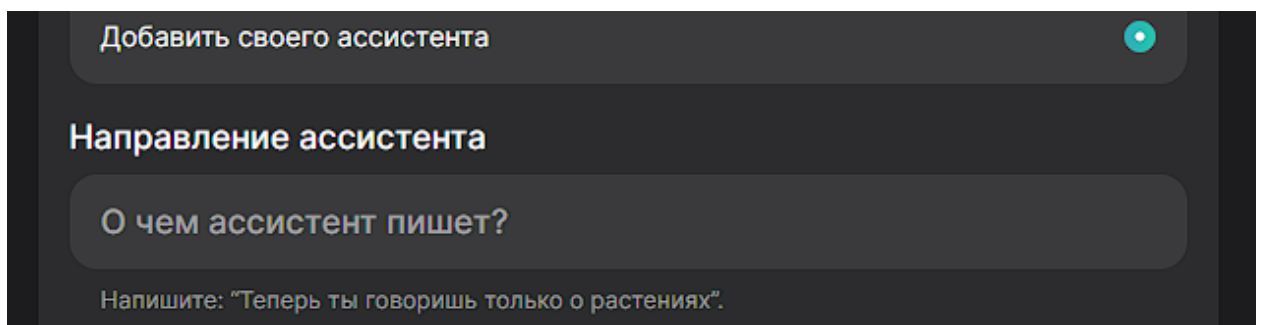 Добавить своего ассистента
Направление ассистента
О чем ассистент пишет?
Напишите: “Теперь ты говоришь только о растениях”.